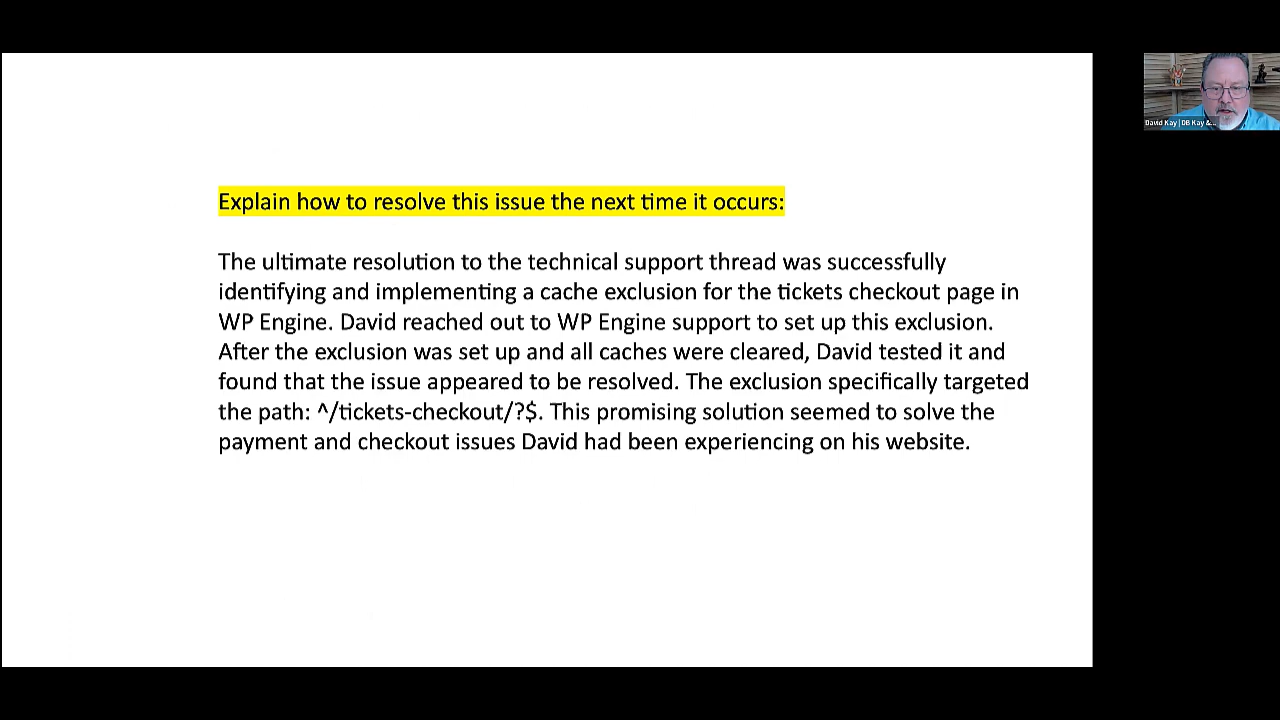 Explain how to resolve this issue the next time it occurs:
The ultimate resolution to the technical support thread was successfully
identifying and implementing a cache exclusion for the tickets checkout page in
WP Engine. David reached out to WP Engine support to set up this exclusion.
After the exclusion was set up and all caches were cleared, David tested it and
found that the issue appeared to be resolved. The exclusion specifically targeted
the path: ^/tickets-checkout/?$. This promising solution seemed to solve the
payment and checkout issues David had been experiencing on his website.
David Kay | DB Kay &...